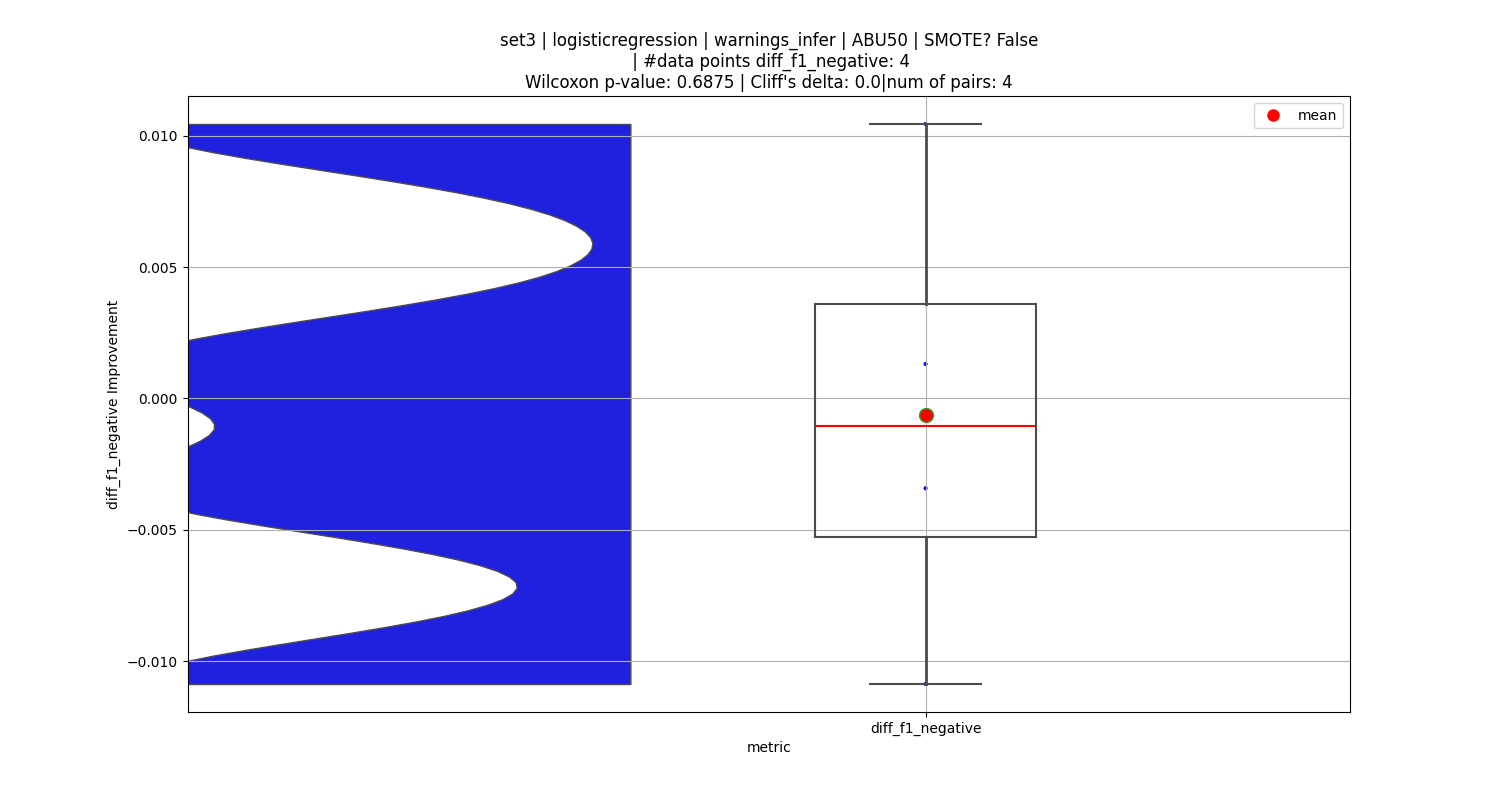 set3 | logisticregression | warnings_infer | ABU50 | SMOTE? False
| #data points diff_f1_negative: 4
Wilcoxon p-value: 0.6875 | Cliff's delta: 0.0|num of pairs: 4
mean
0.010
0.005
0.000
−0.005
−0.010
diff_f1_negative Improvement
diff_f1_negative
metric